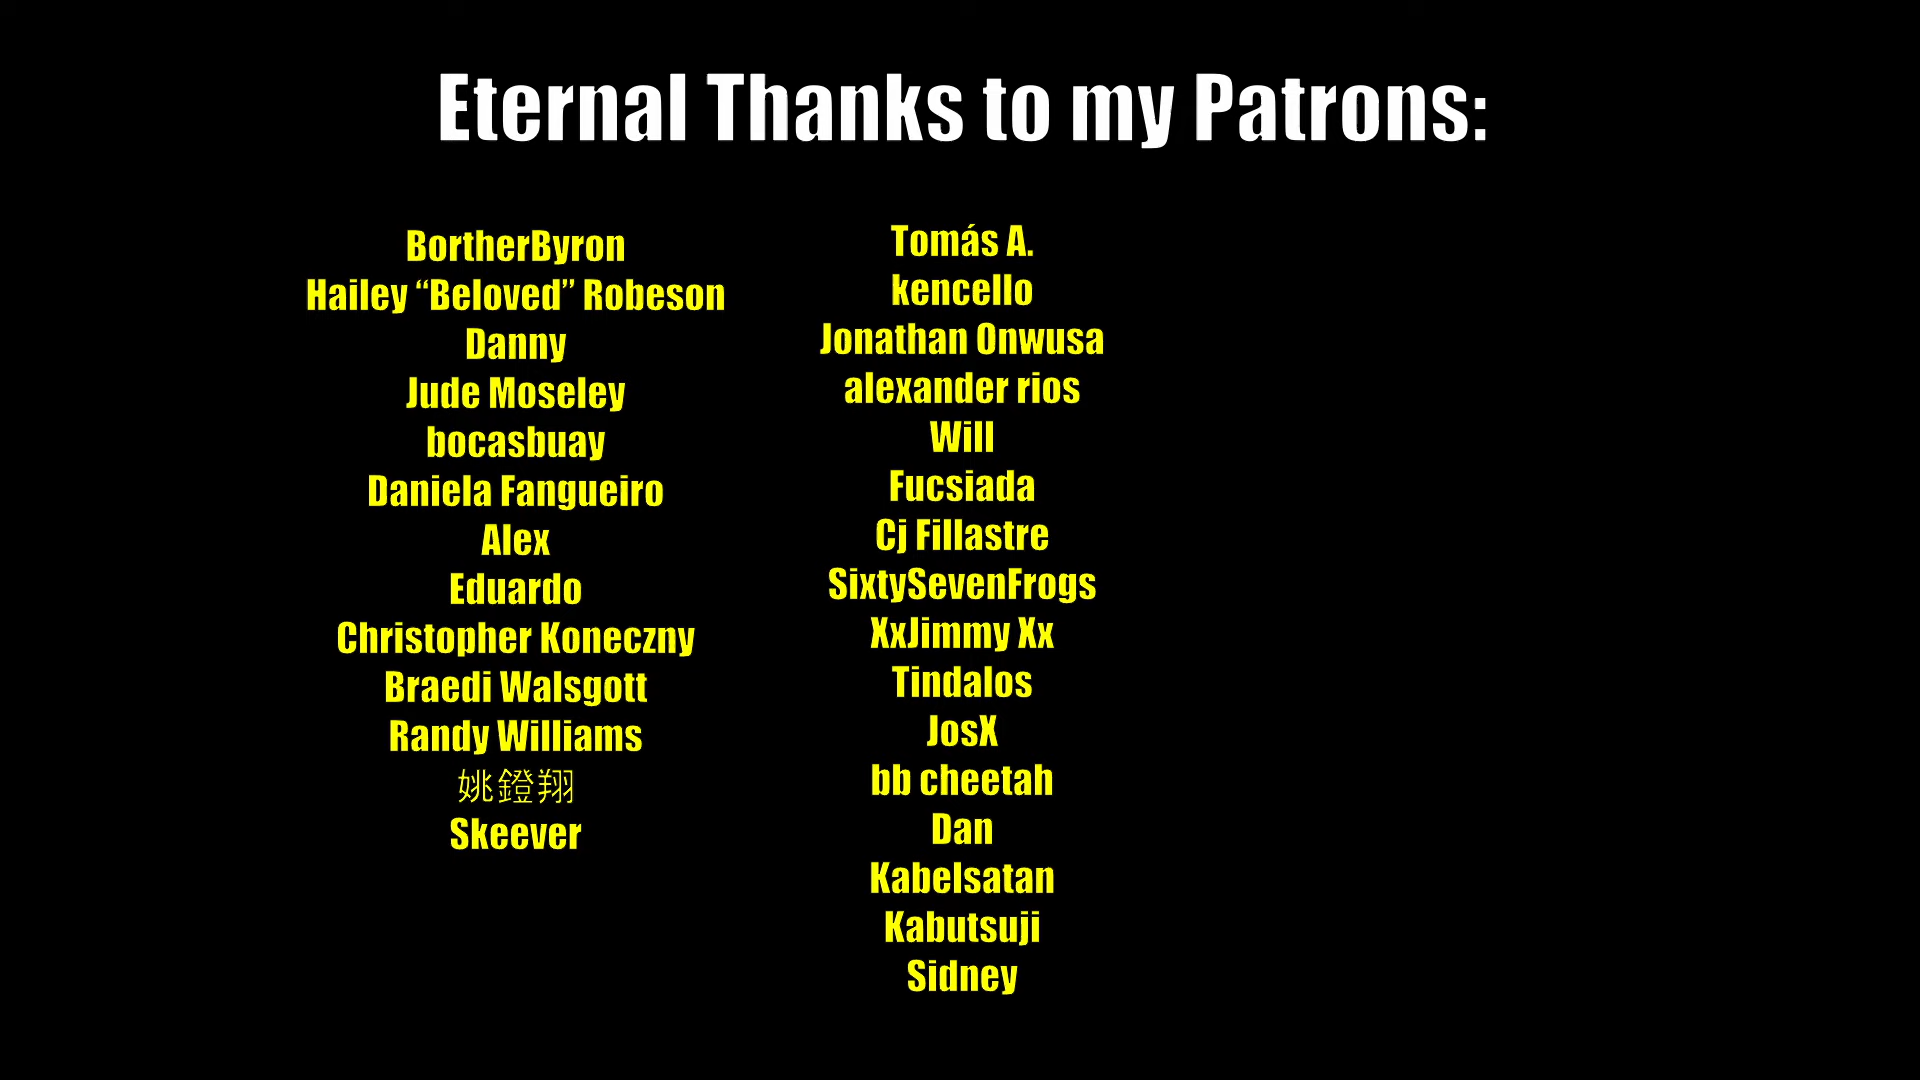 Eternal Thanks to my Patrons:
BortherByron
Hailey “Beloved” Robeson
Danny
Jude Moseley
bocasbuay
Daniela Fangueiro
Alex
Eduardo
Christopher Koneczny
Braedi Walsgott
Randy Williams
姚鐙翔
Skeever
Tomás A.
kencello
Jonathan Onwusa
alexander rios
Will
Fucsiada
Cj Fillastre
SixtySevenFrogs
XxJimmy Xx
Tindalos
JosX
bb cheetah
Dan
Kabelsatan
Kabutsuji
Sidney